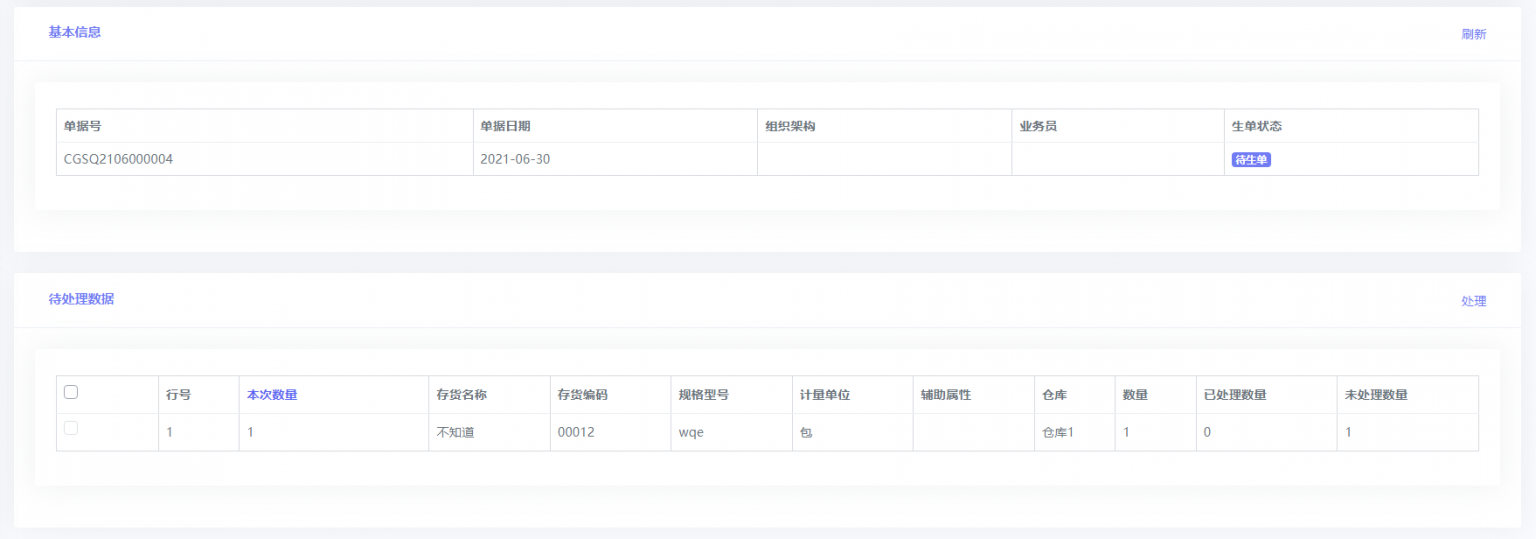 基本信息
刷新
单据号 单据日期 组织架构 业务员 生单状态
CGSQ2106000004 2021-06-30 待生单
待处理数据
处理
行号 本次数量 存货名称 存货编码 规格型号 计量单位 辅助属性 仓库 数量 已处理数量 未处理数量
1 1 不知道 00012 wqe 包 仓库1 1 0 1